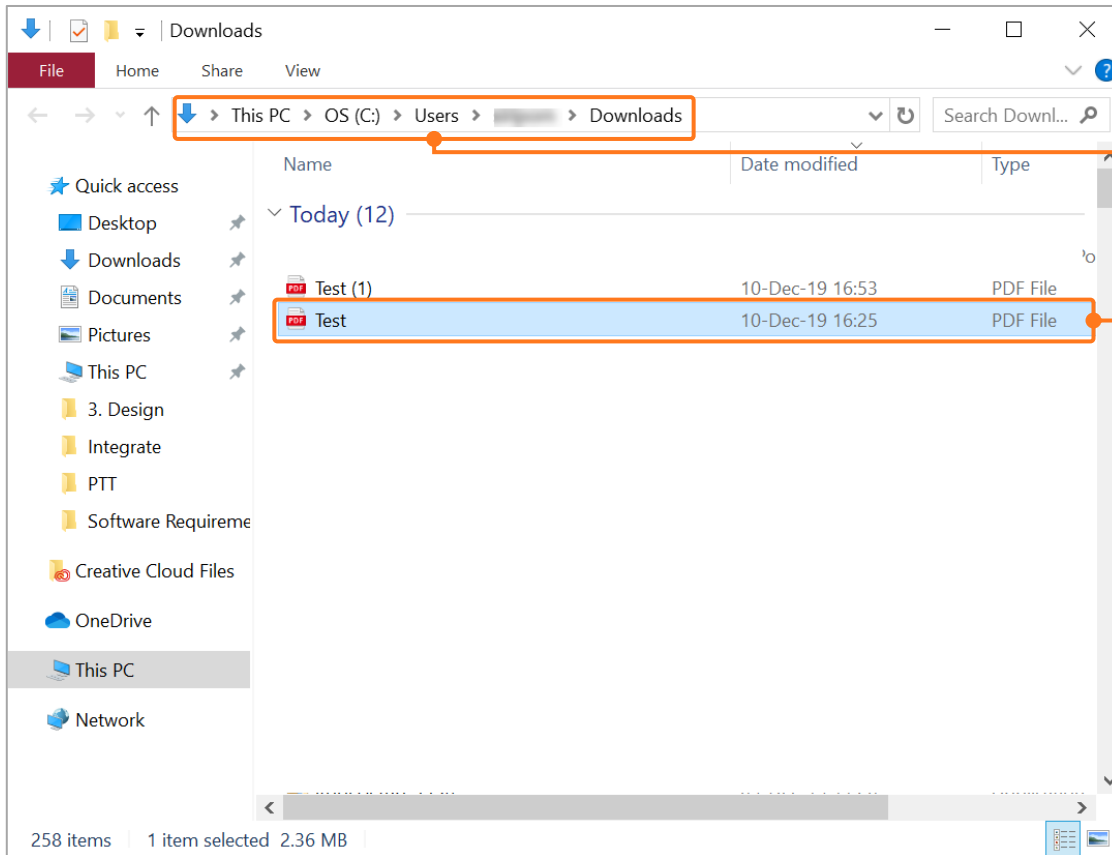 Downloads
File Home Share View
This PC > OS (C:) > Users > > Downloads Search Downl...
Name Date modified Type
Quick access
Desktop
Downloads
Documents
Pictures
This PC
3. Design
Integrate
PTT
Software Requireme
Creative Cloud Files
OneDrive
This PC
Network
Today (12)
PDF Test (1) 10-Dec-19 16:53 PDF File
PDF Test 10-Dec-19 16:25 PDF File
258 items 1 item selected 2.36 MB